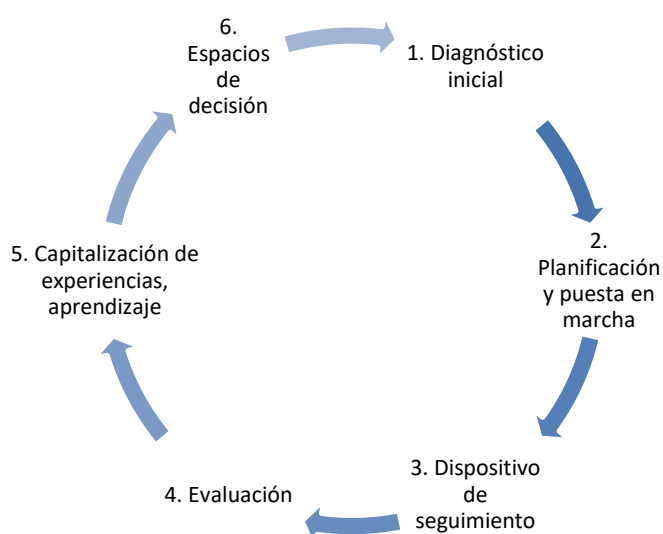 1. Diagnóstico
inicial
2.
Planificación
y puesta en
marcha
3. Dispositivo
de
seguimiento
4. Evaluación
5. Capitalización de
experiencias,
aprendizaje
6.
Espacios
de
decisión